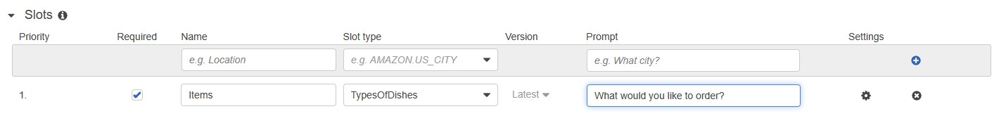 Slots
Priority Required Name Slot type Version Prompt Settings
e.g. Location e.g. AMAZON.US_CITY e.g. What city?
1. Items TypesOfDishes Latest What would you like to order?